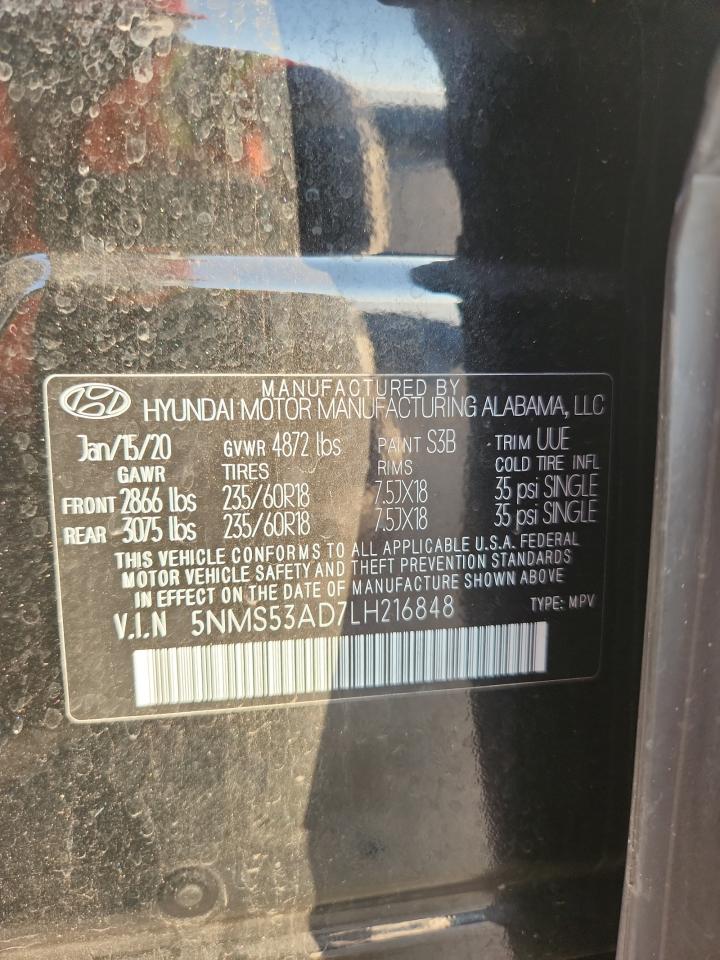 MANUFACTURED BY
HYUNDAI MOTOR MANUFACTURING ALABAMA, LLC
Jan/15/20 GVWR 4872 lbs PAINT S3B TRIM UUE
GAWR TIRES RIMS COLD TIRE INFL
FRONT 2866 lbs 235/60R18 7.5JX18 35 psi SINGLE
REAR 3075 lbs 235/60R18 7.5JX18 35 psi SINGLE
THIS VEHICLE CONFORMS TO ALL APPLICABLE U.S.A. FEDERAL
MOTOR VEHICLE SAFETY AND THEFT PREVENTION STANDARDS
IN EFFECT ON THE DATE OF MANUFACTURE SHOWN ABOVE
V.I.N 5NMS53AD7LH216848 TYPE: MPV